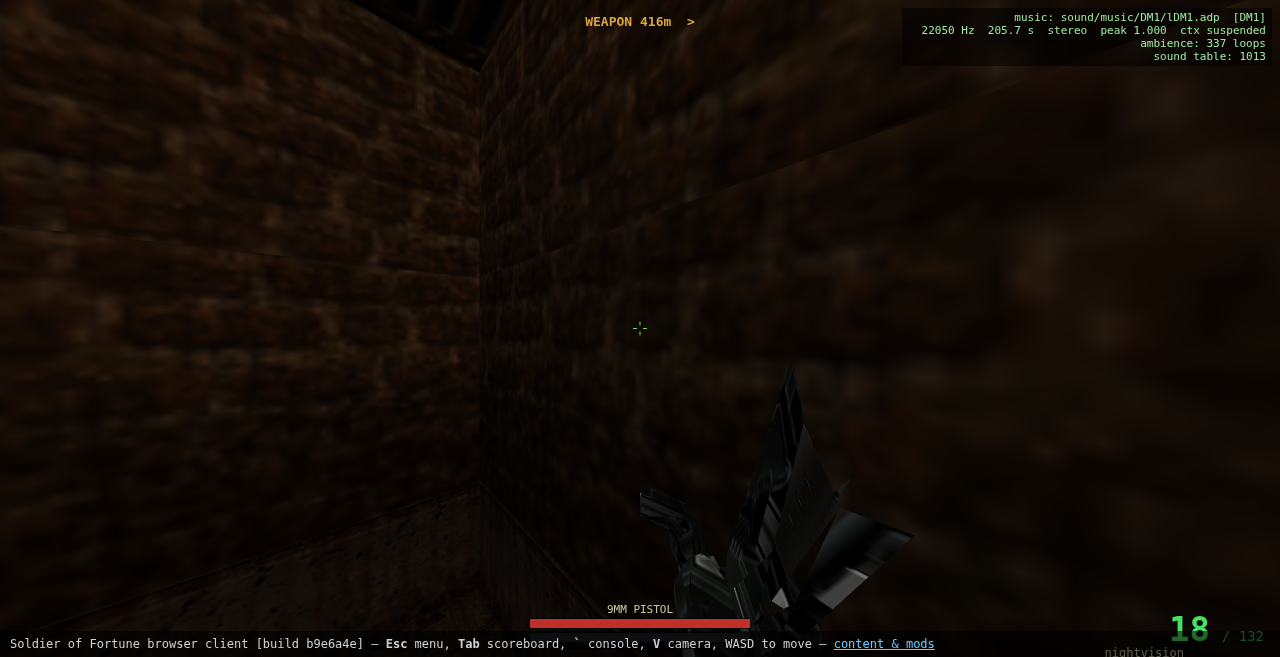 WEAPON 416m >
music: sound/music/DM1/lDM1.adp [DM1]
22050 Hz 205.7 s stereo peak 1.000 ctx suspended
ambience: 337 loops
sound table: 1013
9MM PISTOL
18 / 132
Soldier of Fortune browser client [build b9e6a4e] — Esc menu, Tab scoreboard, ` console, V camera, WASD to move — content & mods
nightvision